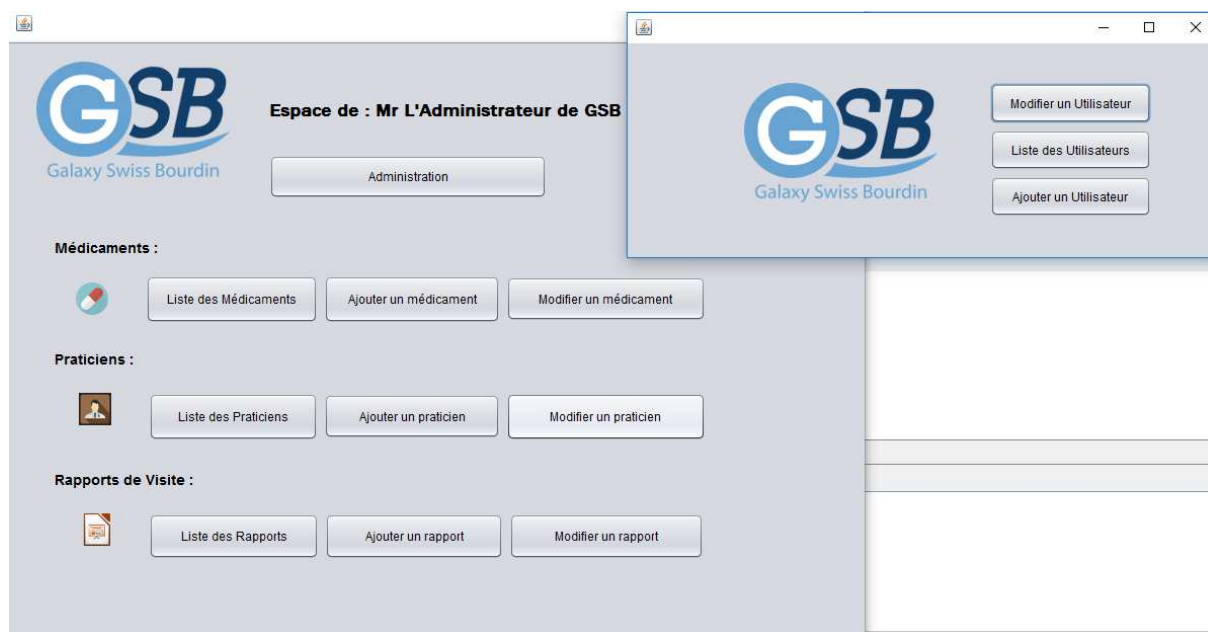 GSB
Galaxy Swiss Bourdin
Espace de : Mr L'Administrateur de GSB
Administration
Médicaments :
Liste des Médicaments
Ajouter un médicament
Modifier un médicament
Praticiens :
Liste des Praticiens
Ajouter un praticien
Modifier un praticien
Rapports de Visite :
Liste des Rapports
Ajouter un rapport
Modifier un rapport
GSB
Galaxy Swiss Bourdin
Modifier un Utilisateur
Liste des Utilisateurs
Ajouter un Utilisateur